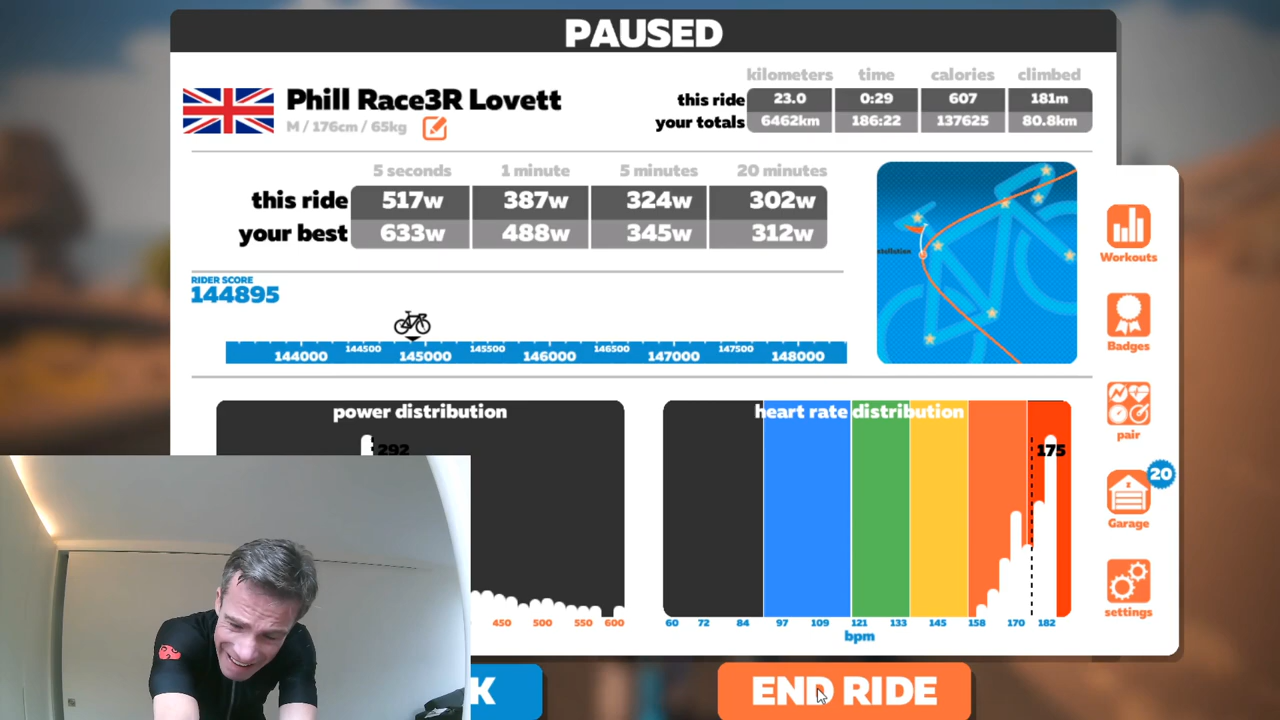 PAUSED
Phill Race3R Lovett
M / 176cm / 65kg
kilometers time calories climbed
this ride 23.0 0:29 607 181m
your totals 6462km 186:22 137625 80.8km
5 seconds 1 minute 5 minutes 20 minutes
this ride 517w 387w 324w 302w
your best 633w 488w 345w 312w
RIDER SCORE
144895
144000 144500 145000 145500 146000 146500 147000 147500 148000
power distribution
292
450 500 550 600
heart rate distribution
175
60 72 84 97 109 121 133 145 158 170 182
bpm
Workouts
Badges
pair
20
Garage
settings
K
END RIDE